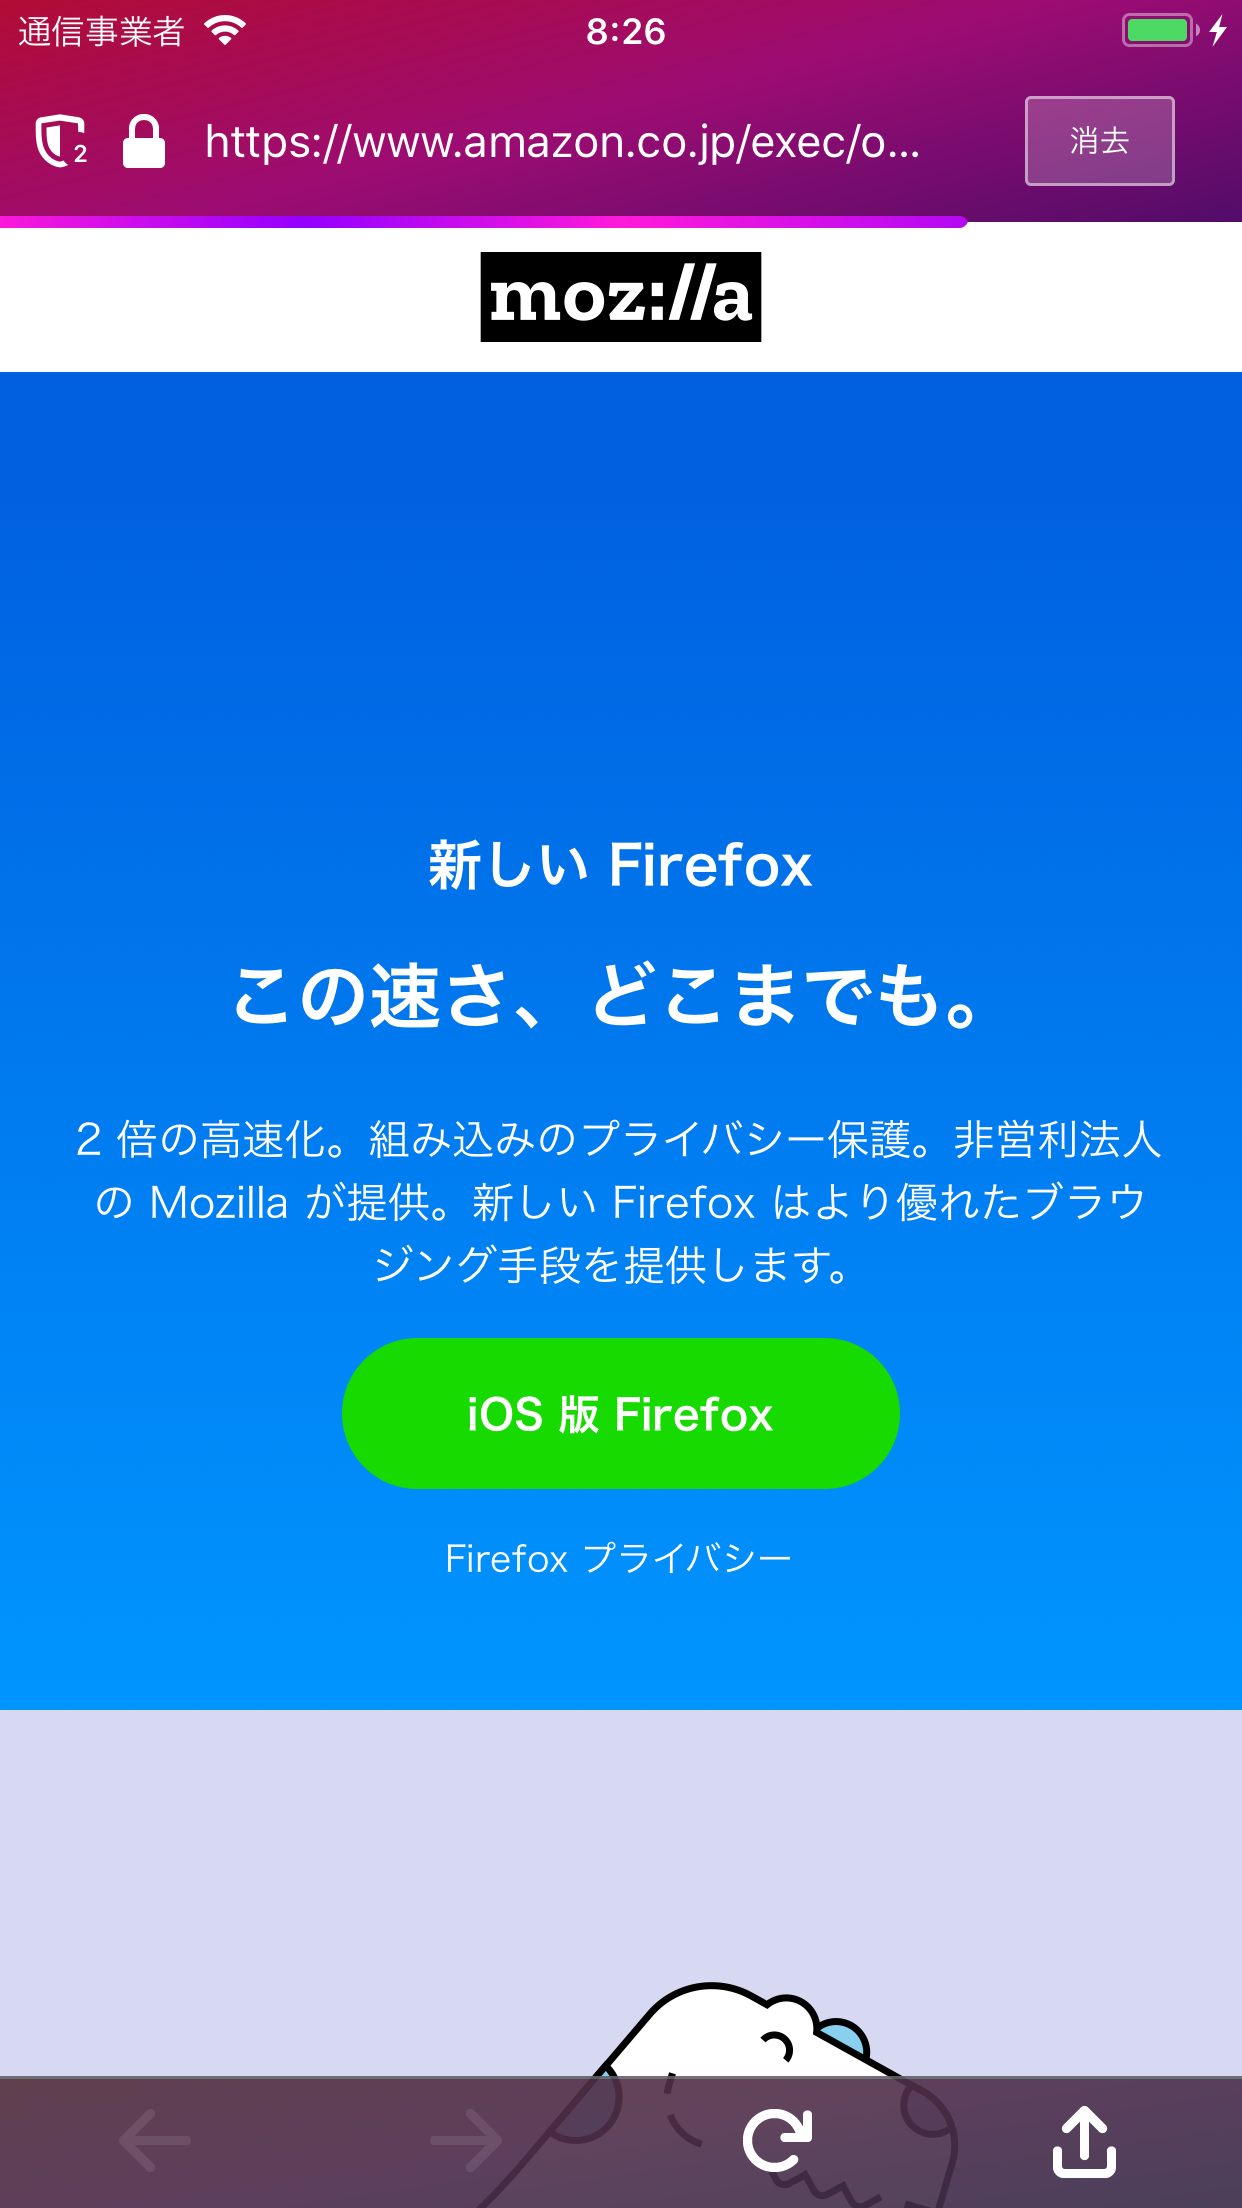 通信事業者 8:26
2 https://www.amazon.co.jp/exec/o... 消去
moz://a
新しい Firefox
この速さ、どこまでも。
2 倍の高速化。組み込みのプライバシー保護。非営利法人
の Mozilla が提供。新しい Firefox はより優れたブラウ
ジング手段を提供します。
iOS 版 Firefox
Firefox プライバシー